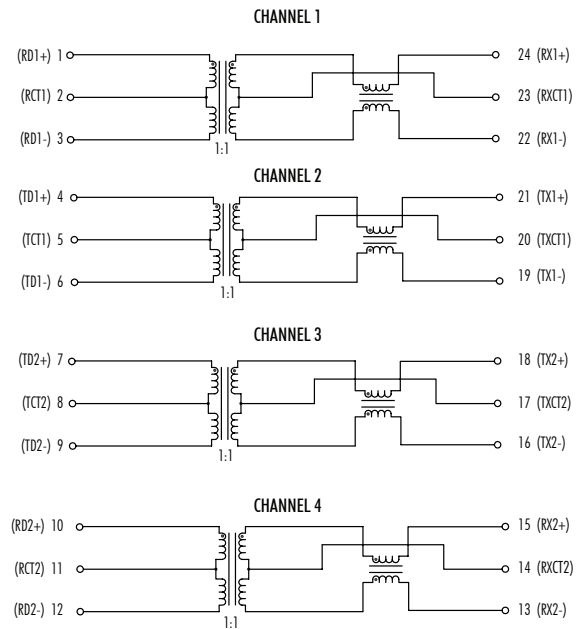 CHANNEL 1
(RD1+) 1 24 (RX1+)
(RCT1) 2 23 (RXCT1)
(RD1-) 3 22 (RX1-)
1:1
CHANNEL 2
(TD1+) 4 21 (TX1+)
(TCT1) 5 20 (TXCT1)
(TD1-) 6 19 (TX1-)
1:1
CHANNEL 3
(TD2+) 7 18 (TX2+)
(TCT2) 8 17 (TXCT2)
(TD2-) 9 16 (TX2-)
1:1
CHANNEL 4
(RD2+) 10 15 (RX2+)
(RCT2) 11 14 (RXCT2)
(RD2-) 12 13 (RX2-)
1:1